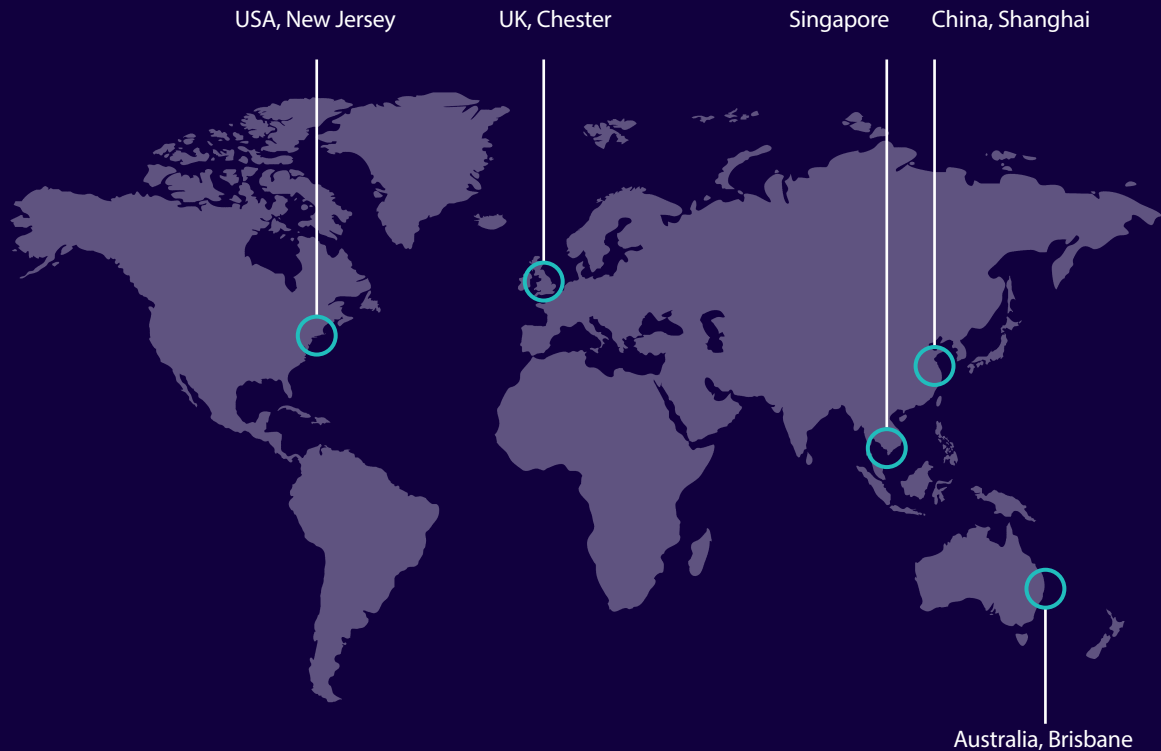 USA, New Jersey
UK, Chester
Singapore
China, Shanghai
Australia, Brisbane